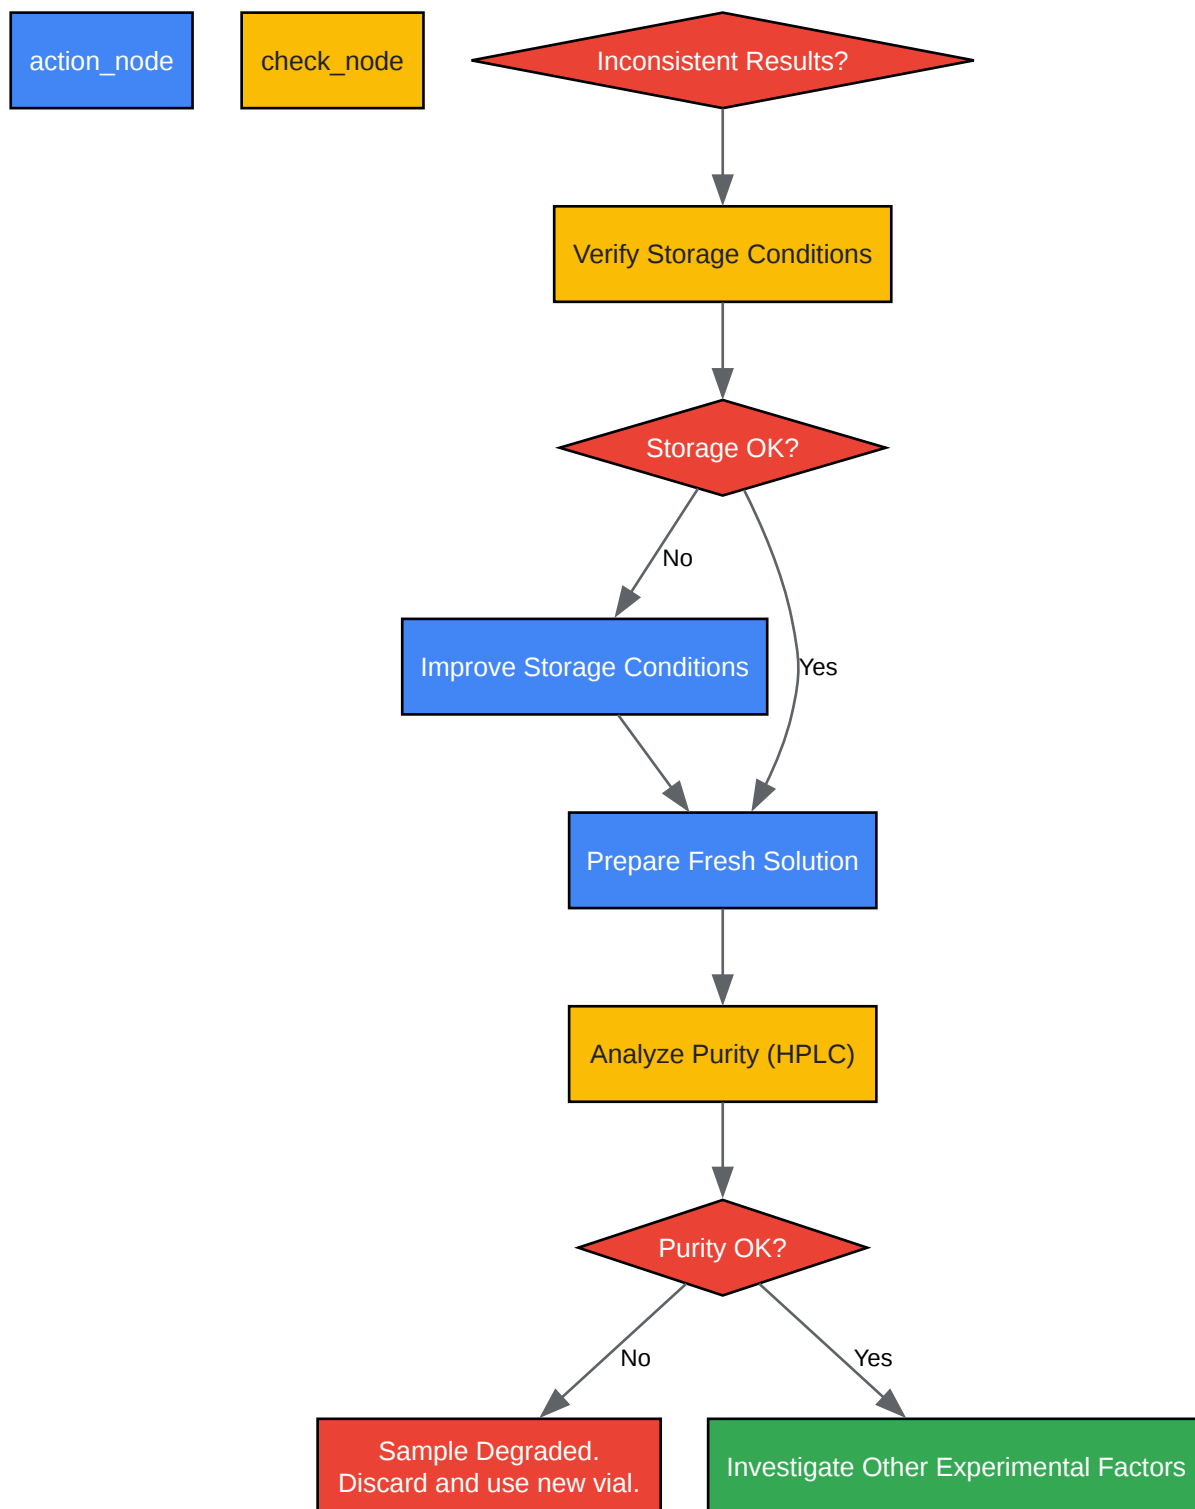 action_node
check_node
Inconsistent Results?
Verify Storage Conditions
Storage OK?
No
Improve Storage Conditions
Yes
Prepare Fresh Solution
Analyze Purity (HPLC)
Purity OK?
No
Yes
Sample Degraded.
Discard and use new vial.
Investigate Other Experimental Factors